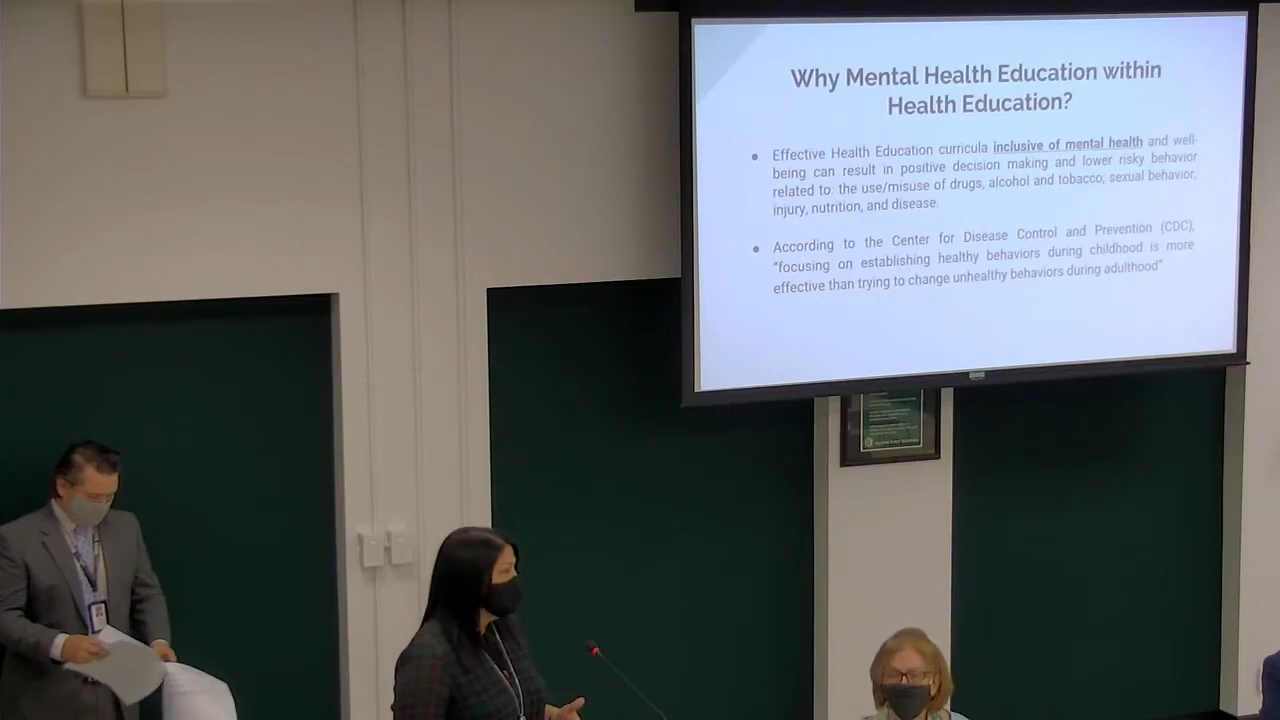 Why Mental Health Education within
Health Education?
● Effective Health Education curricula inclusive of mental health and well-
being can result in positive decision making and lower risky behavior
related to: the use/misuse of drugs, alcohol and tobacco, sexual behavior,
injury, nutrition, and disease.
● According to the Center for Disease Control and Prevention (CDC),
“focusing on establishing healthy behaviors during childhood is more
effective than trying to change unhealthy behaviors during adulthood”